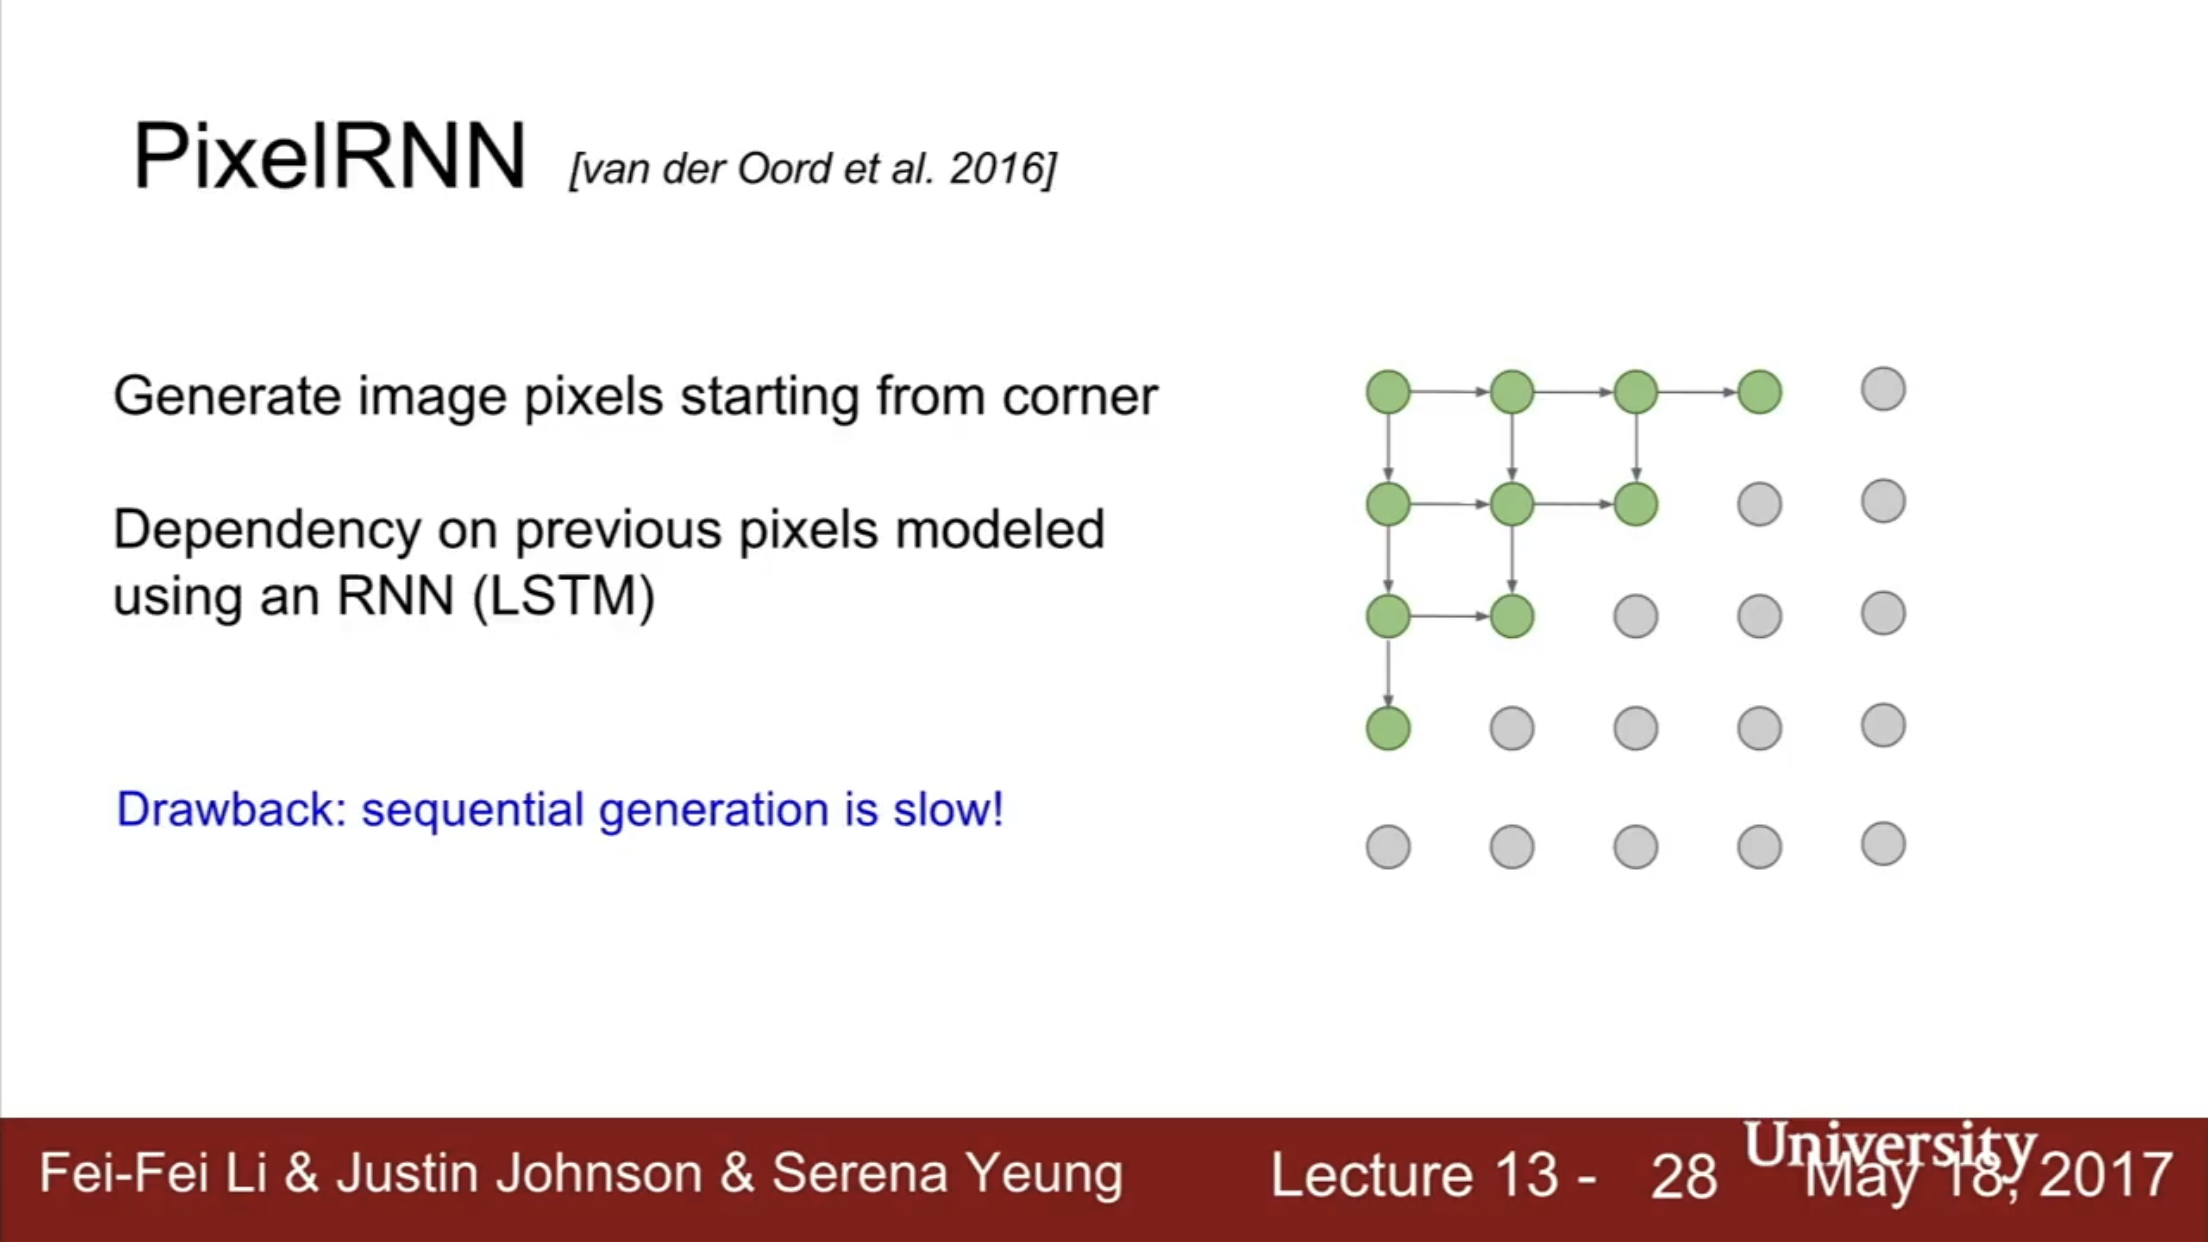 PixelRNN [van der Oord et al. 2016]
Generate image pixels starting from corner
Dependency on previous pixels modeled
using an RNN (LSTM)
Drawback: sequential generation is slow!
Fei-Fei Li & Justin Johnson & Serena Yeung Lecture 13 - 28 University May 18, 2017